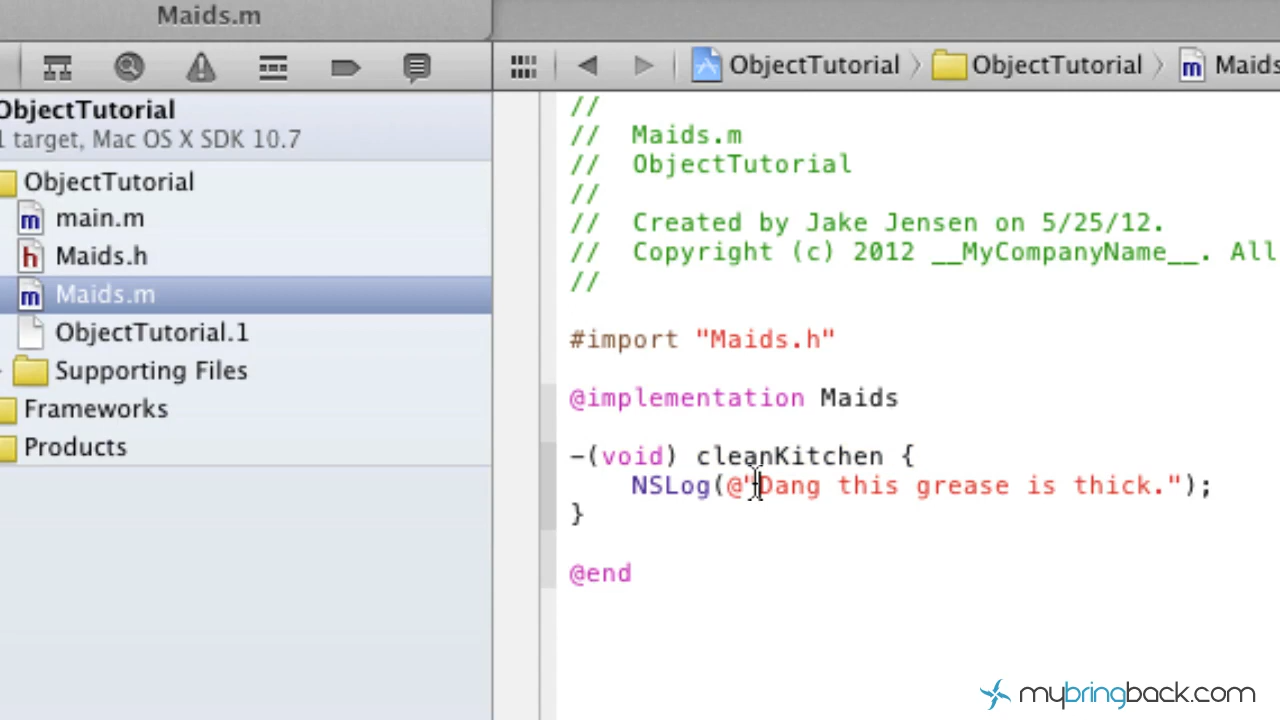 Maids.m
ObjectTutorial
1 target, Mac OS X SDK 10.7
ObjectTutorial
main.m
Maids.h
Maids.m
ObjectTutorial.1
Supporting Files
Frameworks
Products
ObjectTutorial
ObjectTutorial
Maids
//
// Maids.m
// ObjectTutorial
//
// Created by Jake Jensen on 5/25/12.
// Copyright (c) 2012 __MyCompanyName__. All
//
#import "Maids.h"
@implementation Maids
-(void) cleanKitchen {
NSLog(@"Dang this grease is thick.");
}
@end
mybringback.com